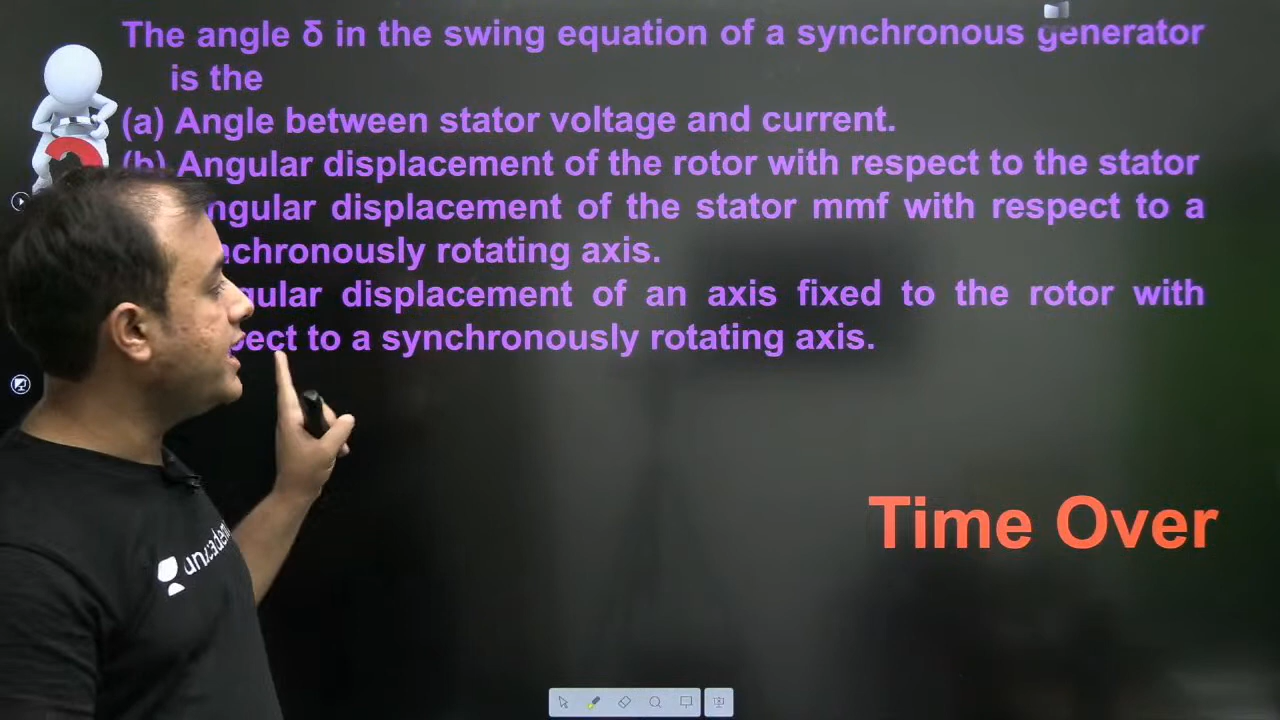 The angle δ in the swing equation of a synchronous generator
is the
(a) Angle between stator voltage and current.
(b) Angular displacement of the rotor with respect to the stator
ngular displacement of the stator mmf with respect to a
nchronously rotating axis.
gular displacement of an axis fixed to the rotor with
pect to a synchronously rotating axis.
Time Over